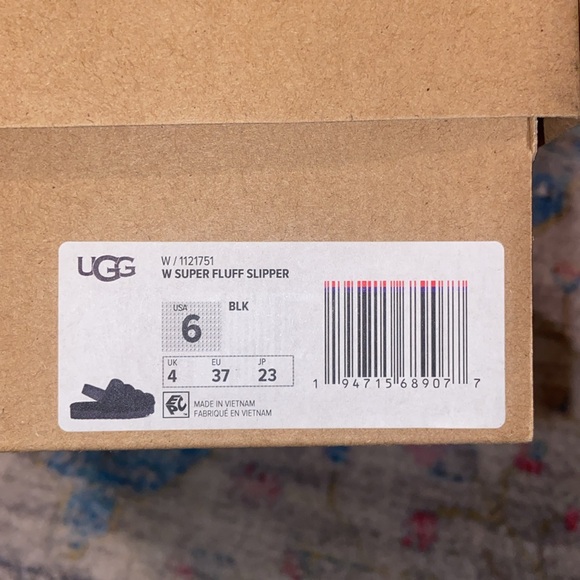 UGG
W / 1121751
W SUPER FLUFF SLIPPER
USA
6
BLK
UK EU JP
4 37 23
MADE IN VIETNAM
FABRIQUÉ EN VIETNAM
1 94715 68907 7